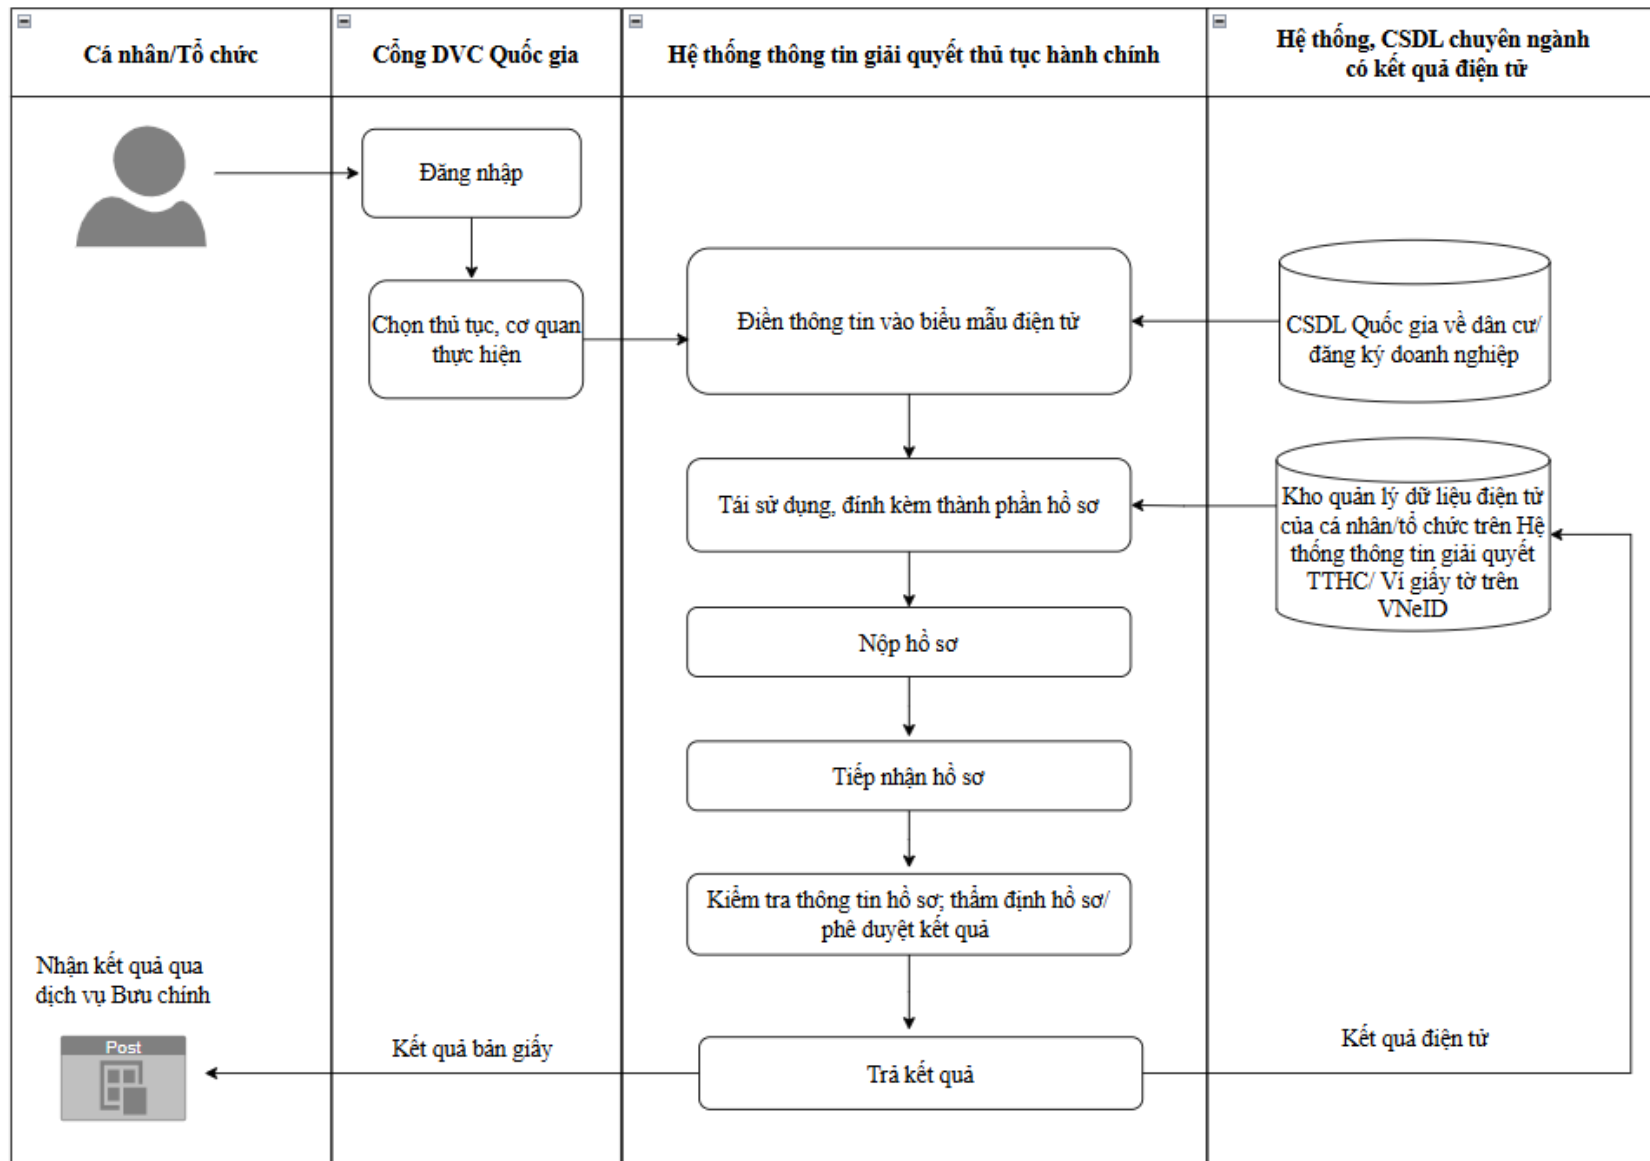 Cá nhân/Tổ chức
Cổng DVC Quốc gia
Hệ thống thông tin giải quyết thủ tục hành chính
Hệ thống, CSDL chuyên ngành
có kết quả điện tử
Đăng nhập
Chọn thủ tục, cơ quan
thực hiện
Điền thông tin vào biểu mẫu điện tử
CSDL Quốc gia về dân cư/
đăng ký doanh nghiệp
Tái sử dụng, đính kèm thành phần hồ sơ
Kho quản lý dữ liệu điện tử
của cá nhân/tổ chức trên Hệ
thống thông tin giải quyết
TTHC/ Ví giấy tờ trên
VNeID
Nộp hồ sơ
Tiếp nhận hồ sơ
Kiểm tra thông tin hồ sơ; thẩm định hồ sơ/
phê duyệt kết quả
Nhận kết quả qua
dịch vụ Bưu chính
Post
Kết quả bản giấy
Trả kết quả
Kết quả điện tử